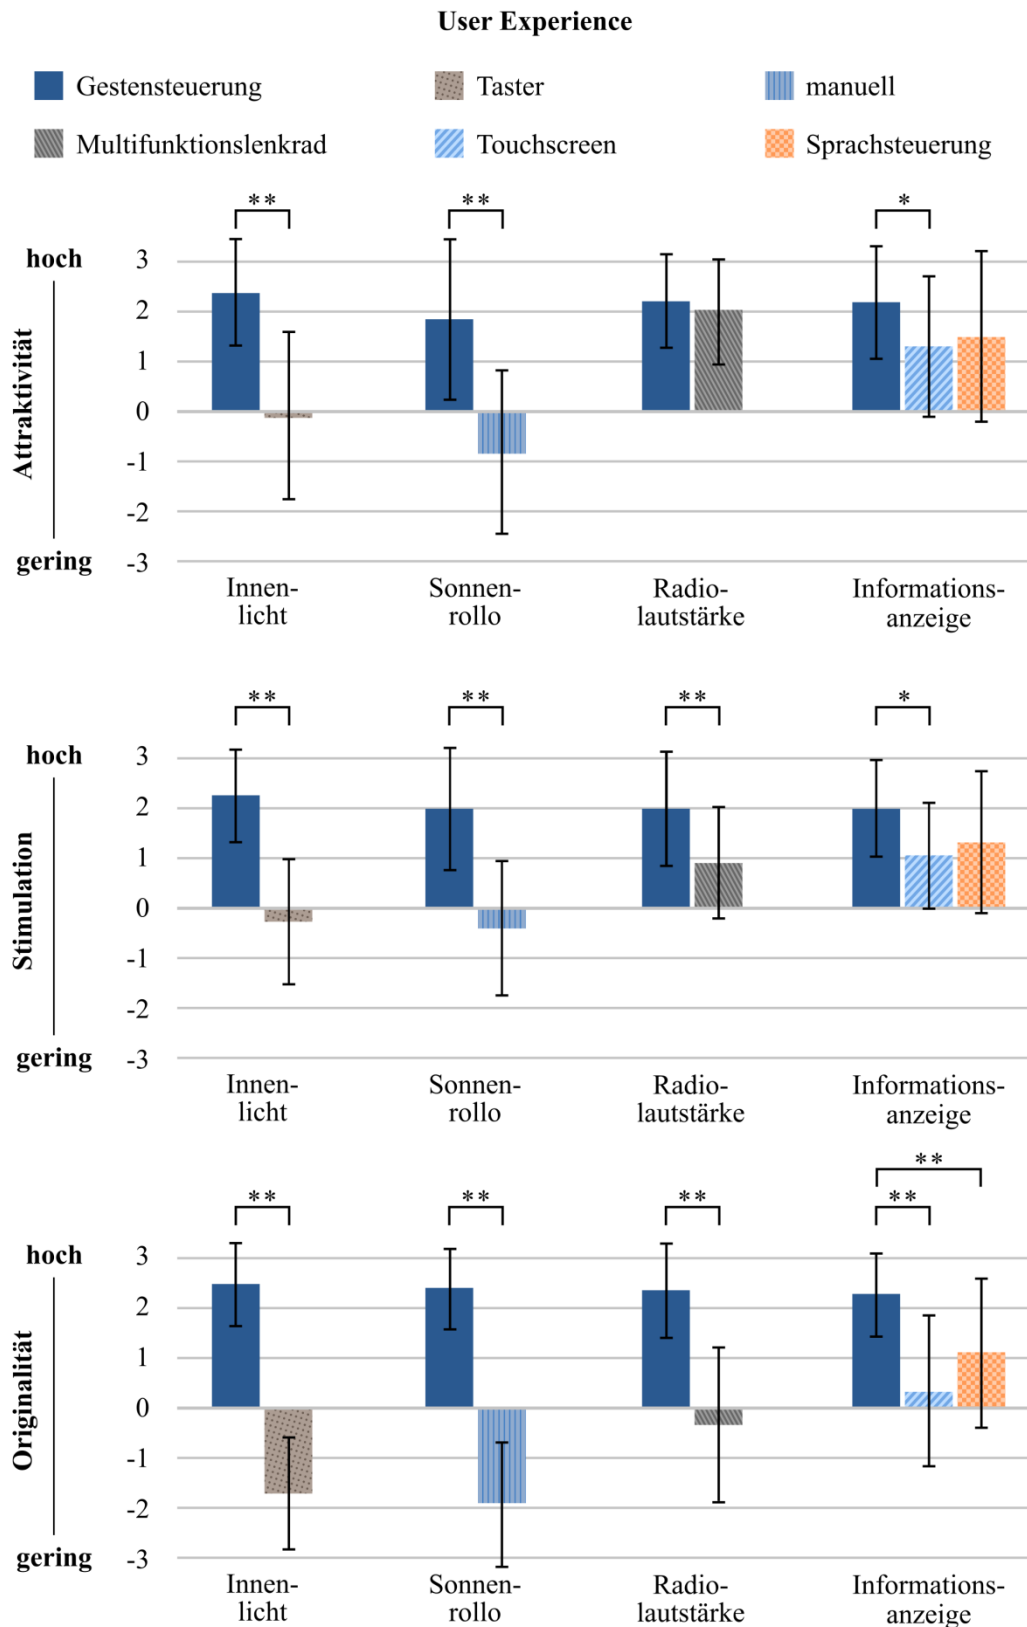 User Experience
Gestensteuerung Taster manuell
Multifunktionslenkrad Touchscreen Sprachsteuerung
** ** *
hoch 3
2
1
Attraktivität 0
-1
-2
gering -3
Innen- Sonnen- Radio- Informations-
licht rollo lautstärke anzeige
** ** ** *
hoch 3
2
1
Stimulation 0
-1
-2
gering -3
Innen- Sonnen- Radio- Informations-
licht rollo lautstärke anzeige
**
** ** ** **
hoch 3
2
1
Originalität 0
-1
-2
gering -3
Innen- Sonnen- Radio- Informations-
licht rollo lautstärke anzeige